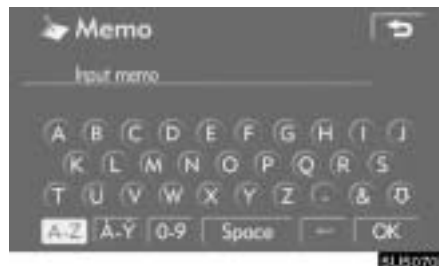 Memo
Input memo
A B C D E F G H I J
K L M N O P Q R S
T U V W X Y Z . &
A-Z À-Ý 0-9 Space ← OK